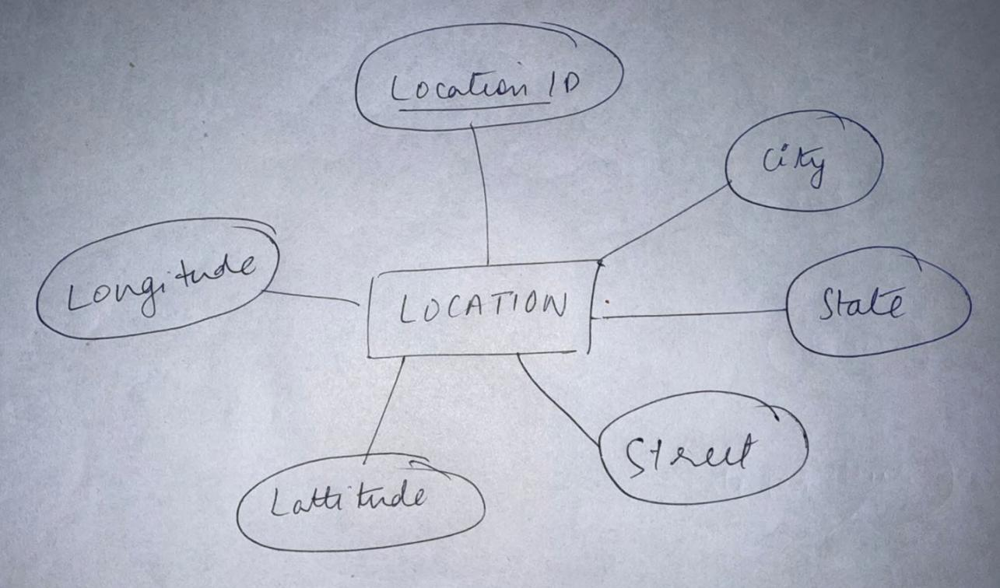 Location ID
City
Longitude
LOCATION
State
Street
Lattitude